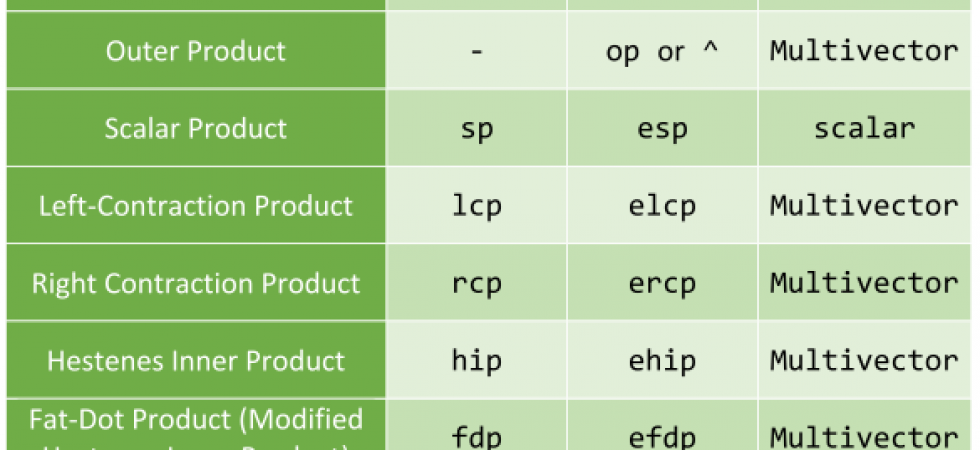 Outer Product - op or ^ Multivector
Scalar Product sp esp scalar
Left-Contraction Product lcp elcp Multivector
Right Contraction Product rcp ercp Multivector
Hestenes Inner Product hip ehip Multivector
Fat-Dot Product (Modified
fdp efdp Multivector